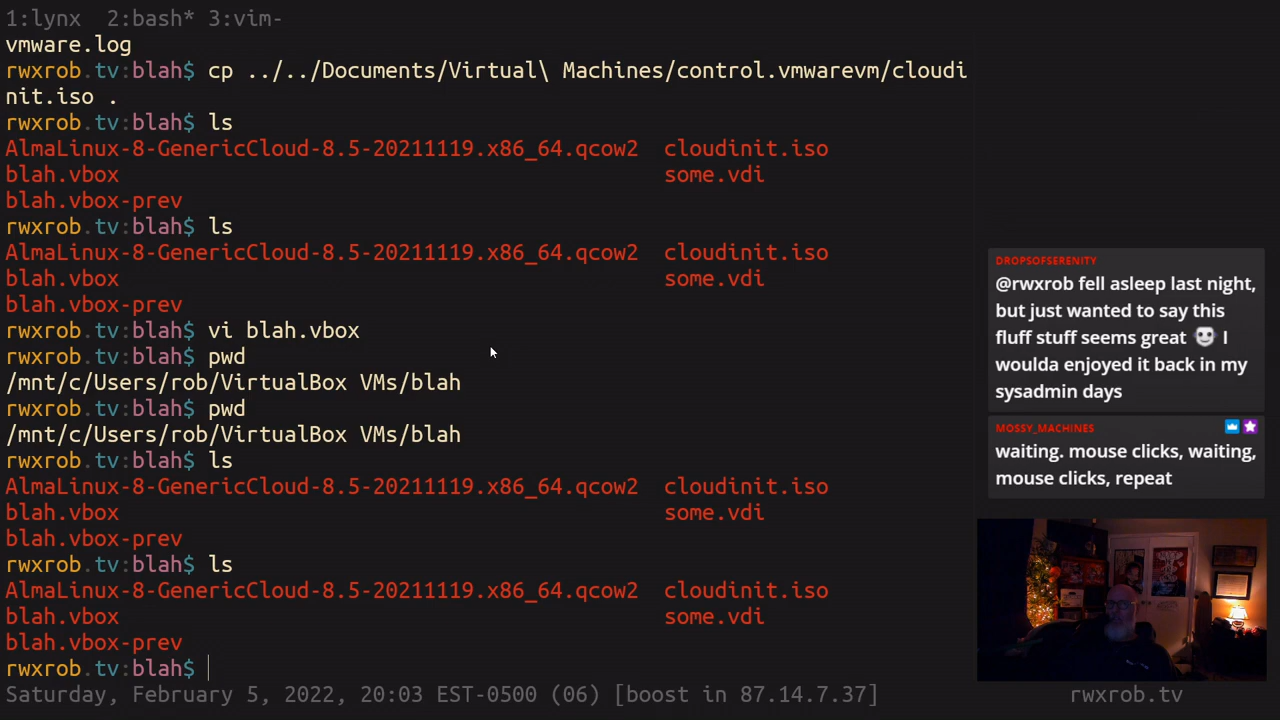 1:lynx  2:bash* 3:vim-
vmware.log
rwxrob.tv:blah$ cp ../../Documents/Virtual\ Machines/control.vmwarevm/cloudi
nit.iso .
rwxrob.tv:blah$ ls
AlmaLinux-8-GenericCloud-8.5-20211119.x86_64.qcow2  cloudinit.iso
blah.vbox                                           some.vdi
blah.vbox-prev
rwxrob.tv:blah$ ls
AlmaLinux-8-GenericCloud-8.5-20211119.x86_64.qcow2  cloudinit.iso
blah.vbox                                           some.vdi
blah.vbox-prev
rwxrob.tv:blah$ vi blah.vbox
rwxrob.tv:blah$ pwd
/mnt/c/Users/rob/VirtualBox VMs/blah
rwxrob.tv:blah$ pwd
/mnt/c/Users/rob/VirtualBox VMs/blah
rwxrob.tv:blah$ ls
AlmaLinux-8-GenericCloud-8.5-20211119.x86_64.qcow2  cloudinit.iso
blah.vbox                                           some.vdi
blah.vbox-prev
rwxrob.tv:blah$ ls
AlmaLinux-8-GenericCloud-8.5-20211119.x86_64.qcow2  cloudinit.iso
blah.vbox                                           some.vdi
blah.vbox-prev
rwxrob.tv:blah$
DROPSOFSERENITY
@rwxrob fell asleep last night,
but just wanted to say this
fluff stuff seems great 💀 I
woulda enjoyed it back in my
sysadmin days
MOSSY_MACHINES
waiting. mouse clicks, waiting,
mouse clicks, repeat
Saturday, February 5, 2022, 20:03 EST-0500 (06) [boost in 87.14.7.37]
rwxrob.tv